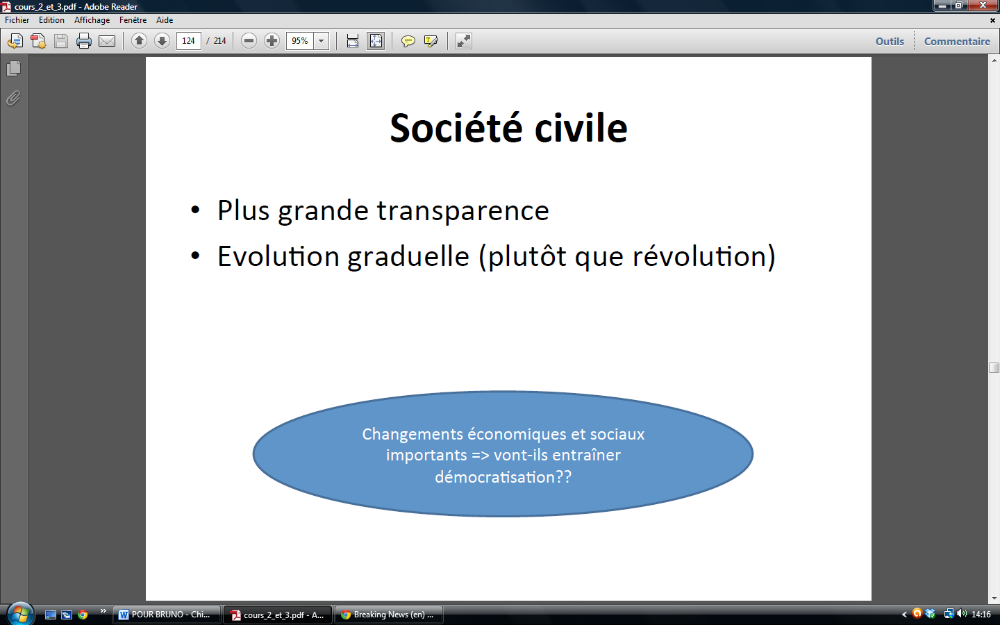 cours_2_et_3.pdf - Adobe Reader
Fichier Edition Affichage Fenêtre Aide
124 / 214 95% Outils Commentaire
Société civile
• Plus grande transparence
• Evolution graduelle (plutôt que révolution)
Changements économiques et sociaux
importants => vont-ils entraîner
démocratisation??
POUR BRUNO - Chi... cours_2_et_3.pdf - A... Breaking News (en) ... 14:16